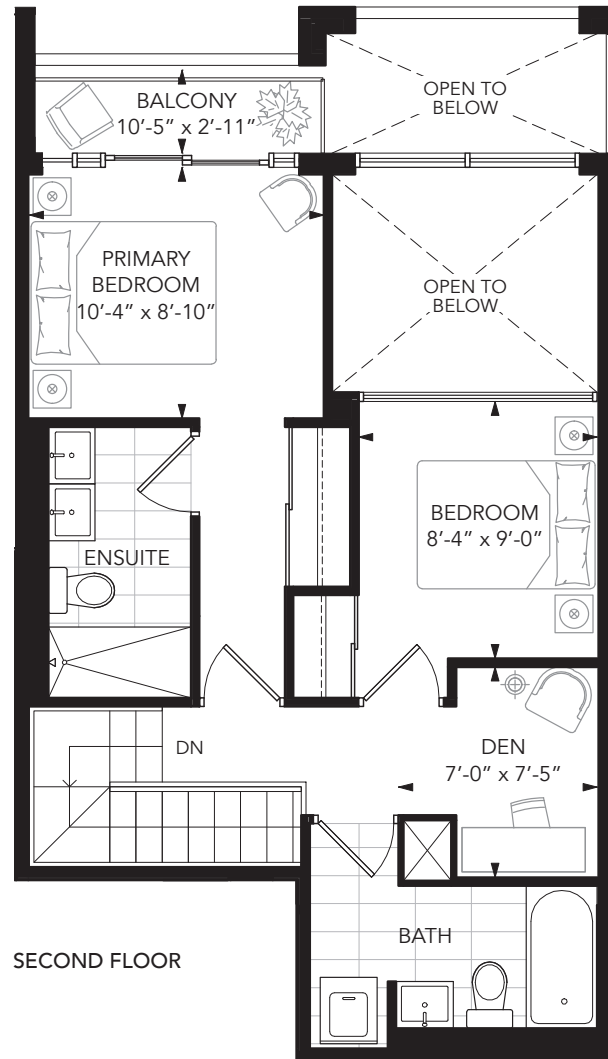 BALCONY
10'-5" x 2'-11"
OPEN TO
BELOW
PRIMARY
BEDROOM
10'-4" x 8'-10"
OPEN TO
BELOW
BEDROOM
8'-4" x 9'-0"
ENSUITE
DN
DEN
7'-0" x 7'-5"
BATH
SECOND FLOOR